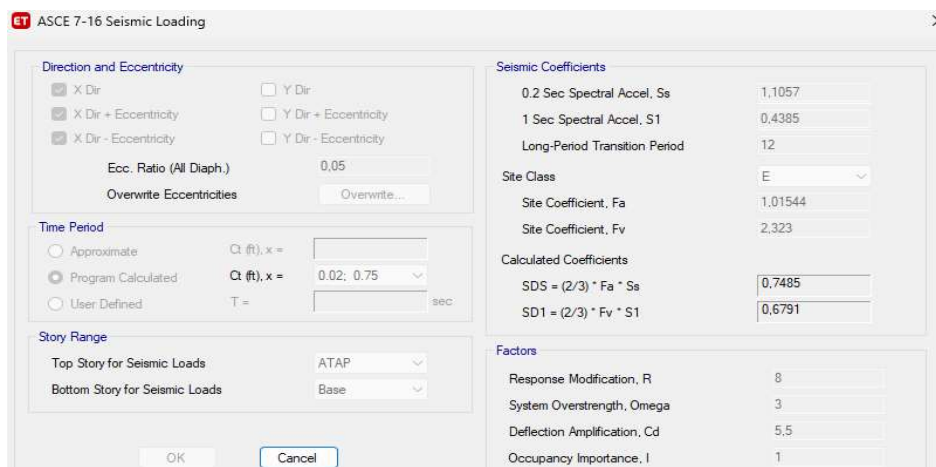 ET ASCE 7-16 Seismic Loading
Direction and Eccentricity
X Dir Y Dir
X Dir + Eccentricity Y Dir + Eccentricity
X Dir - Eccentricity Y Dir - Eccentricity
Ecc. Ratio (All Diaph.) 0,05
Overwrite Eccentricities Overwrite...
Time Period
Approximate Ct (ft), x =
Program Calculated Ct (ft), x = 0.02; 0.75
User Defined T = sec
Story Range
Top Story for Seismic Loads ATAP
Bottom Story for Seismic Loads Base
OK Cancel
Seismic Coefficients
0.2 Sec Spectral Accel, Ss 1,1057
1 Sec Spectral Accel, S1 0,4385
Long-Period Transition Period 12
Site Class E
Site Coefficient, Fa 1,01544
Site Coefficient, Fv 2,323
Calculated Coefficients
SDS = (2/3) * Fa * Ss 0,7485
SD1 = (2/3) * Fv * S1 0,6791
Factors
Response Modification, R 8
System Overstrength, Omega 3
Deflection Amplification, Cd 5,5
Occupancy Importance, I 1